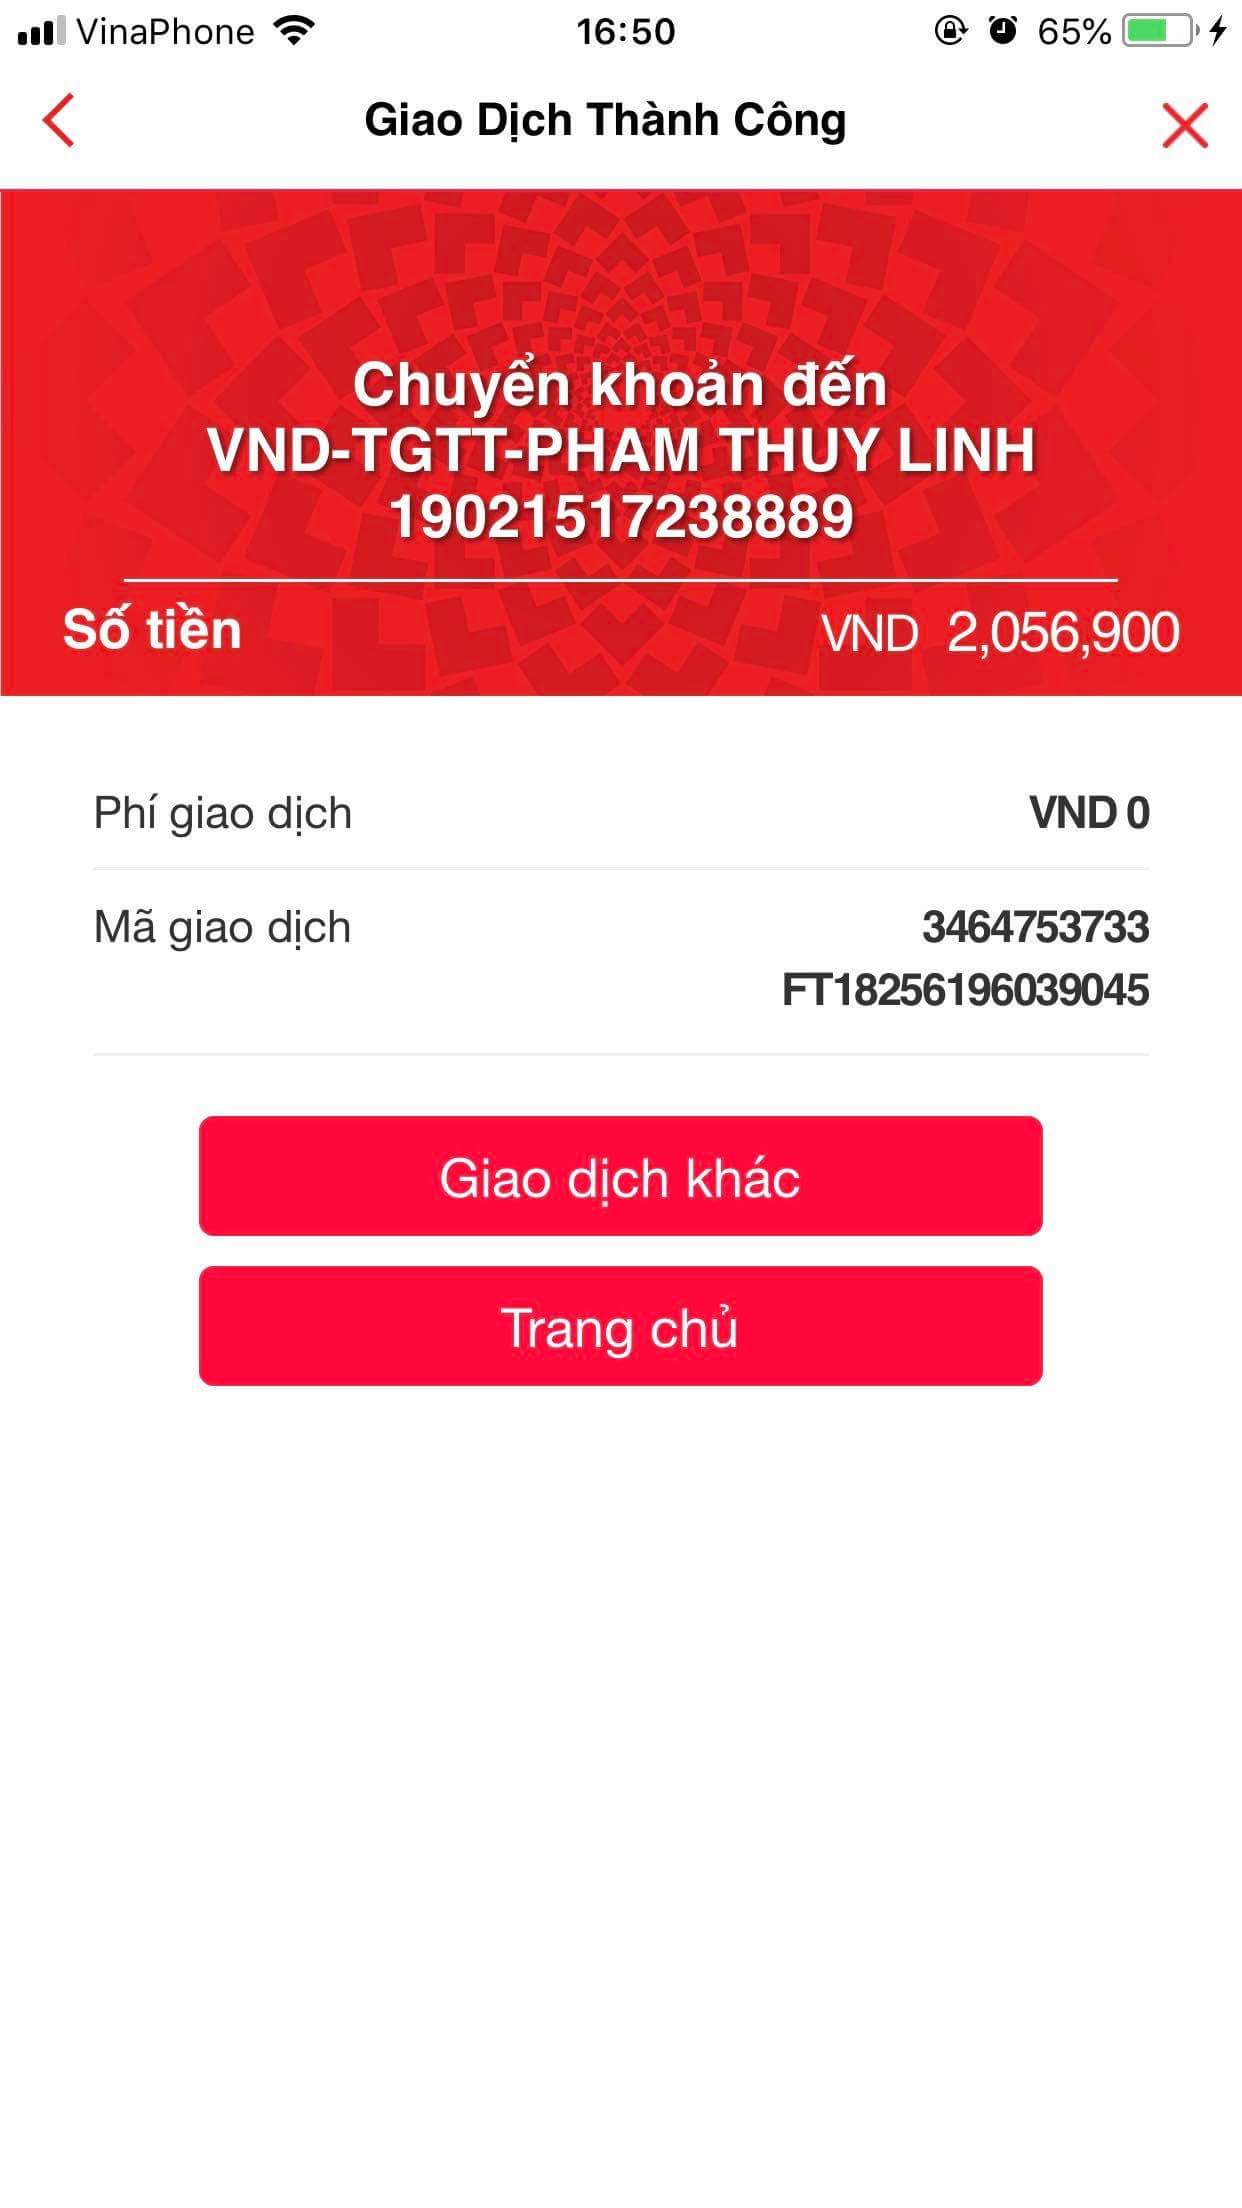 VinaPhone 16:50 65%
Giao Dịch Thành Công
Chuyển khoản đến
VND-TGTT-PHAM THUY LINH
19021517238889
Số tiền VND 2,056,900
Phí giao dịch VND 0
Mã giao dịch 3464753733
FT18256196039045
Giao dịch khác
Trang chủ